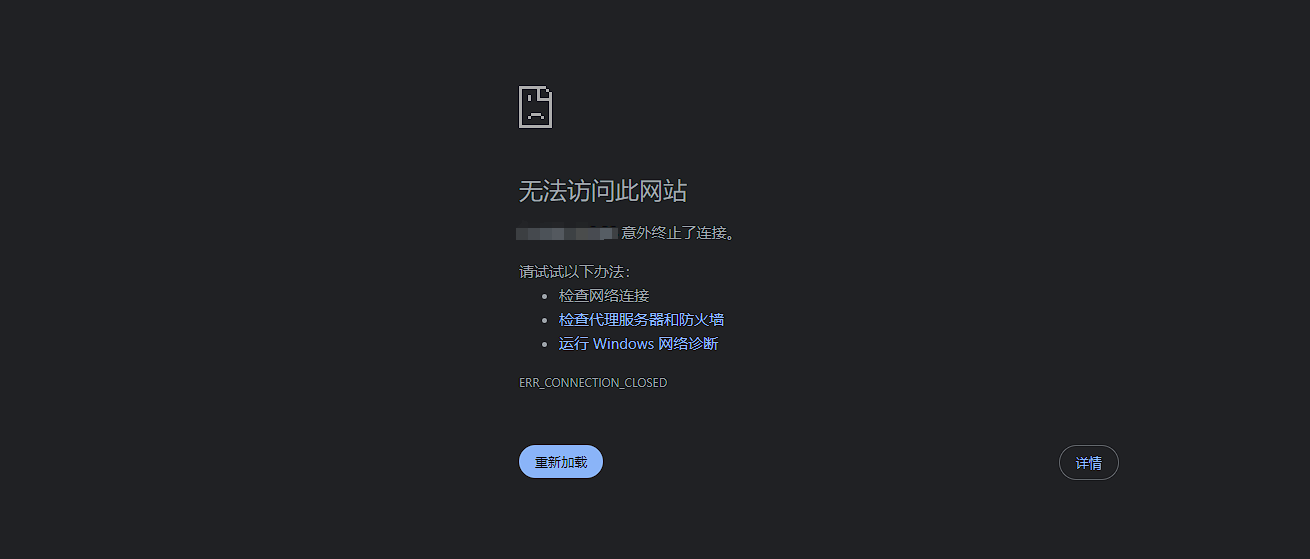 无法访问此网站
意外终止了连接。
请试试以下办法：
检查网络连接
检查代理服务器和防火墙
运行 Windows 网络诊断
ERR_CONNECTION_CLOSED
重新加载
详情